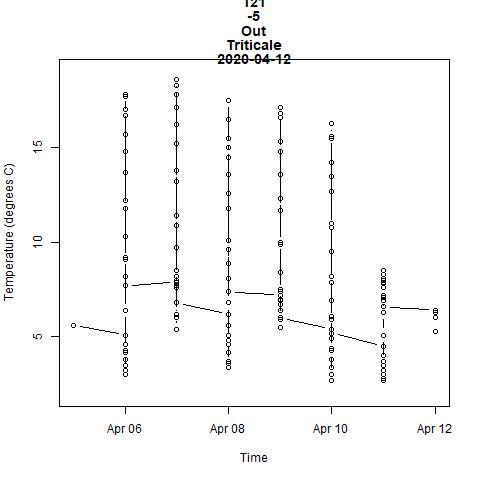 121
-5
Out
Triticale
2020-04-12
Temperature (degrees C)
15
10
5
Apr 06
Apr 08
Apr 10
Apr 12
Time